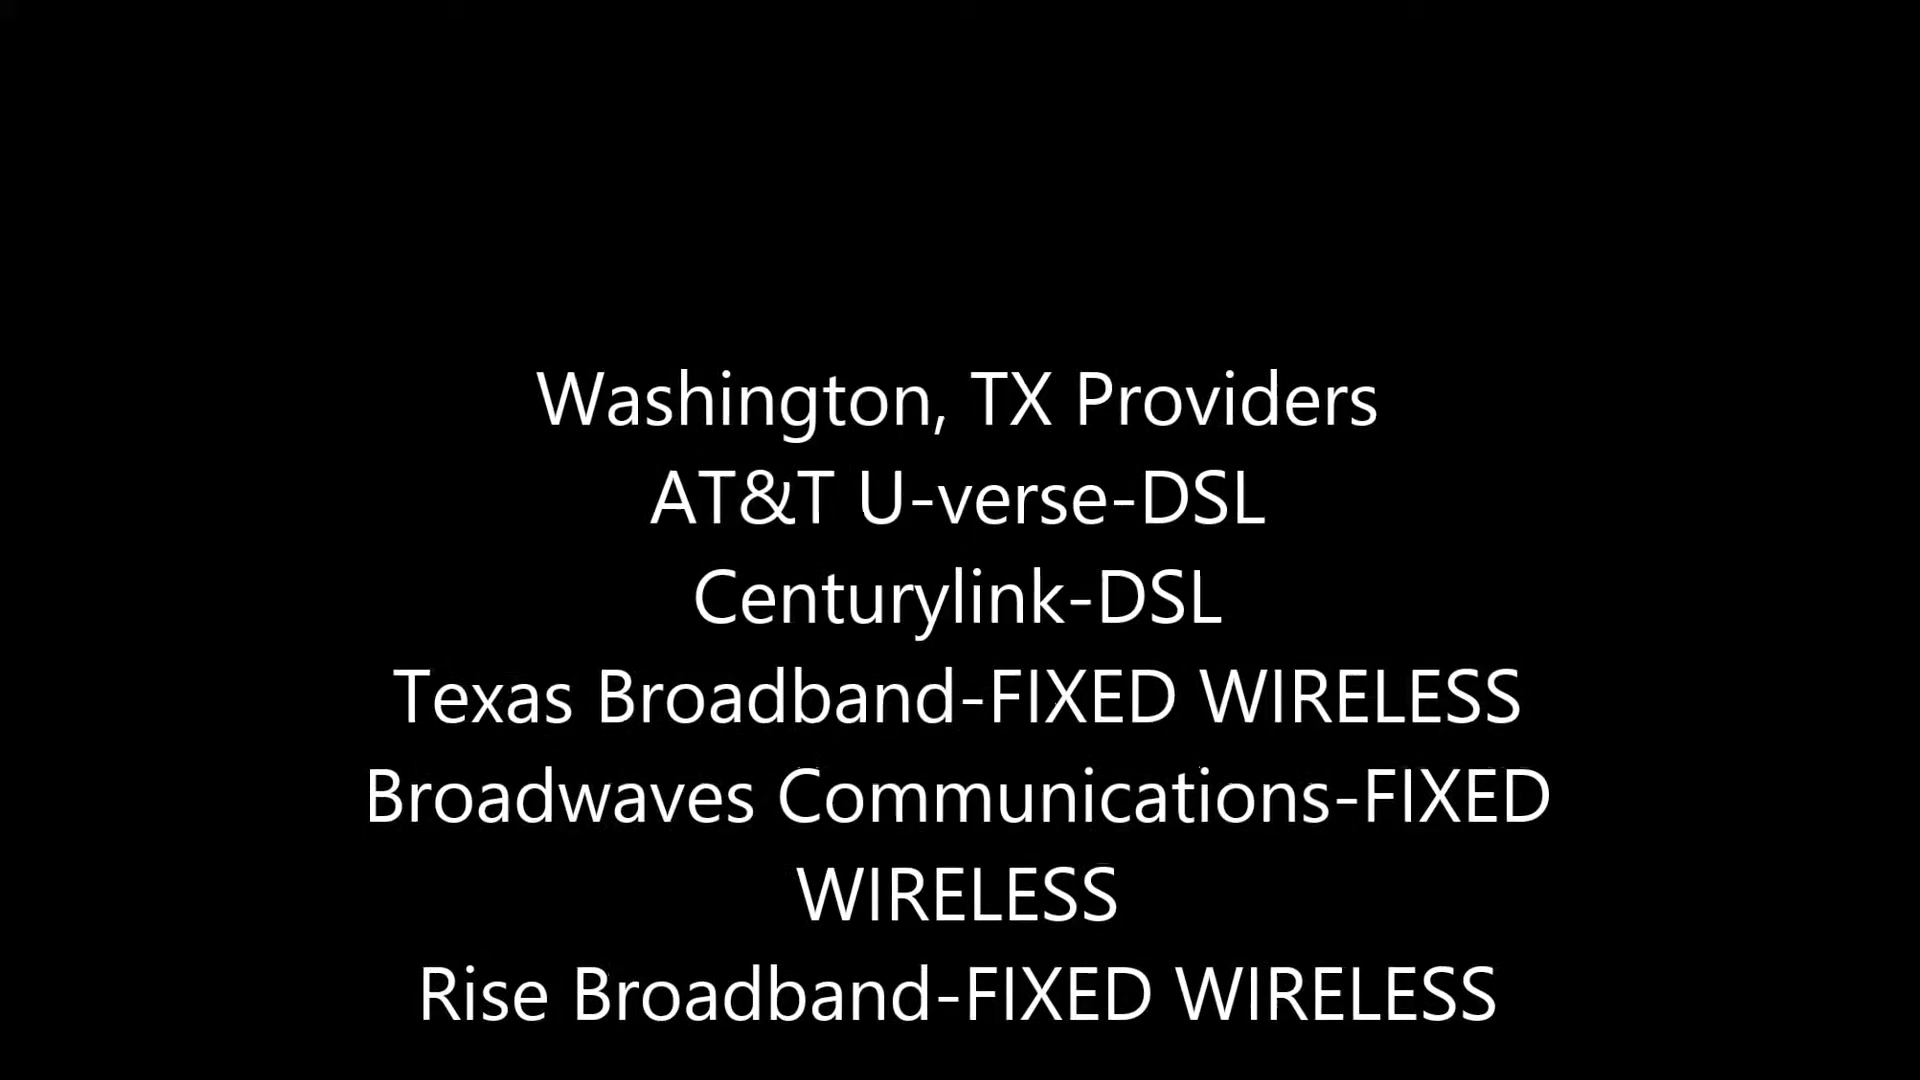 Washington, TX Providers
AT&T U-verse-DSL
Centurylink-DSL
Texas Broadband-FIXED WIRELESS
Broadwaves Communications-FIXED
WIRELESS
Rise Broadband-FIXED WIRELESS